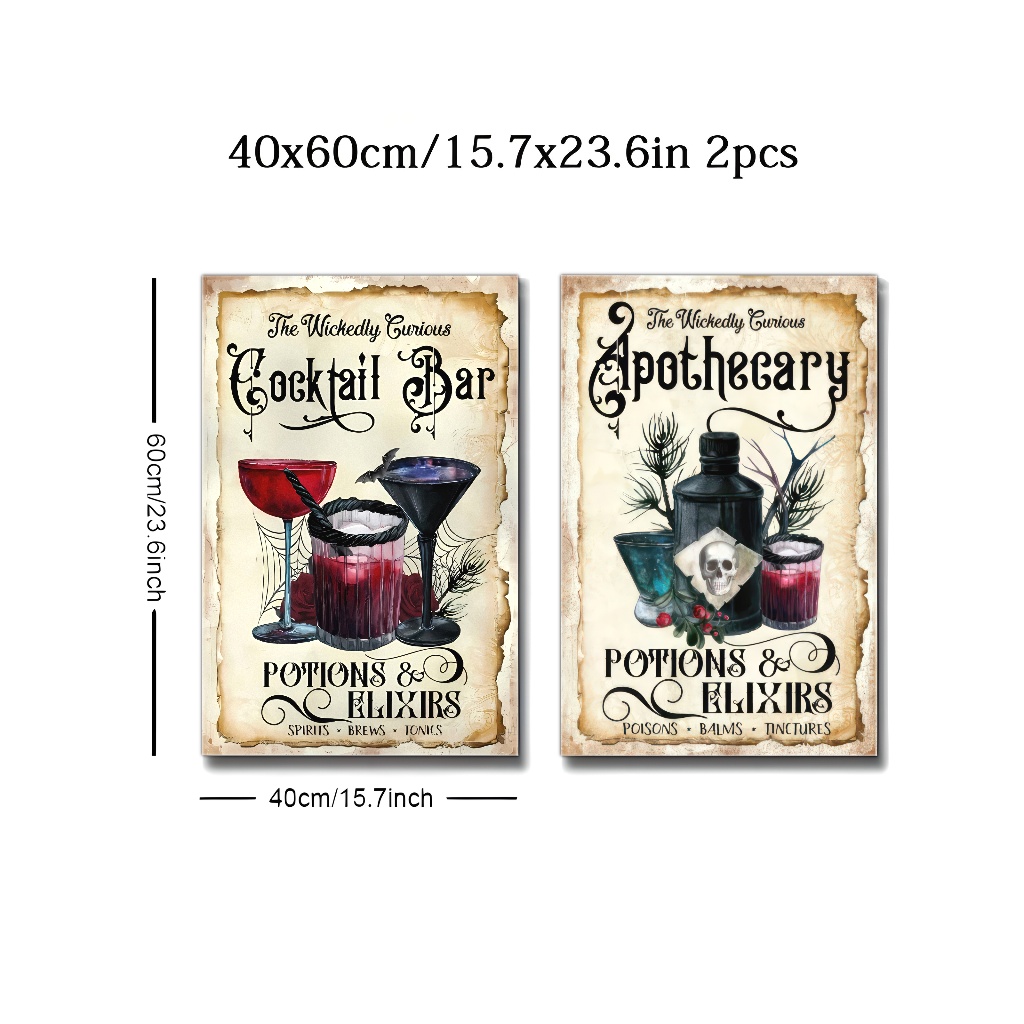 40x60cm/15.7x23.6in 2pcs
The Wickedly Curious
Cocktail Bar
POTIONS &
ELIXIRS
SPIRITS • BREWS • TONICS
The Wickedly Curious
Apothecary
POTIONS &
ELIXIRS
POISONS • BALMS • TINCTURES
60cm/23.6inch
40cm/15.7inch